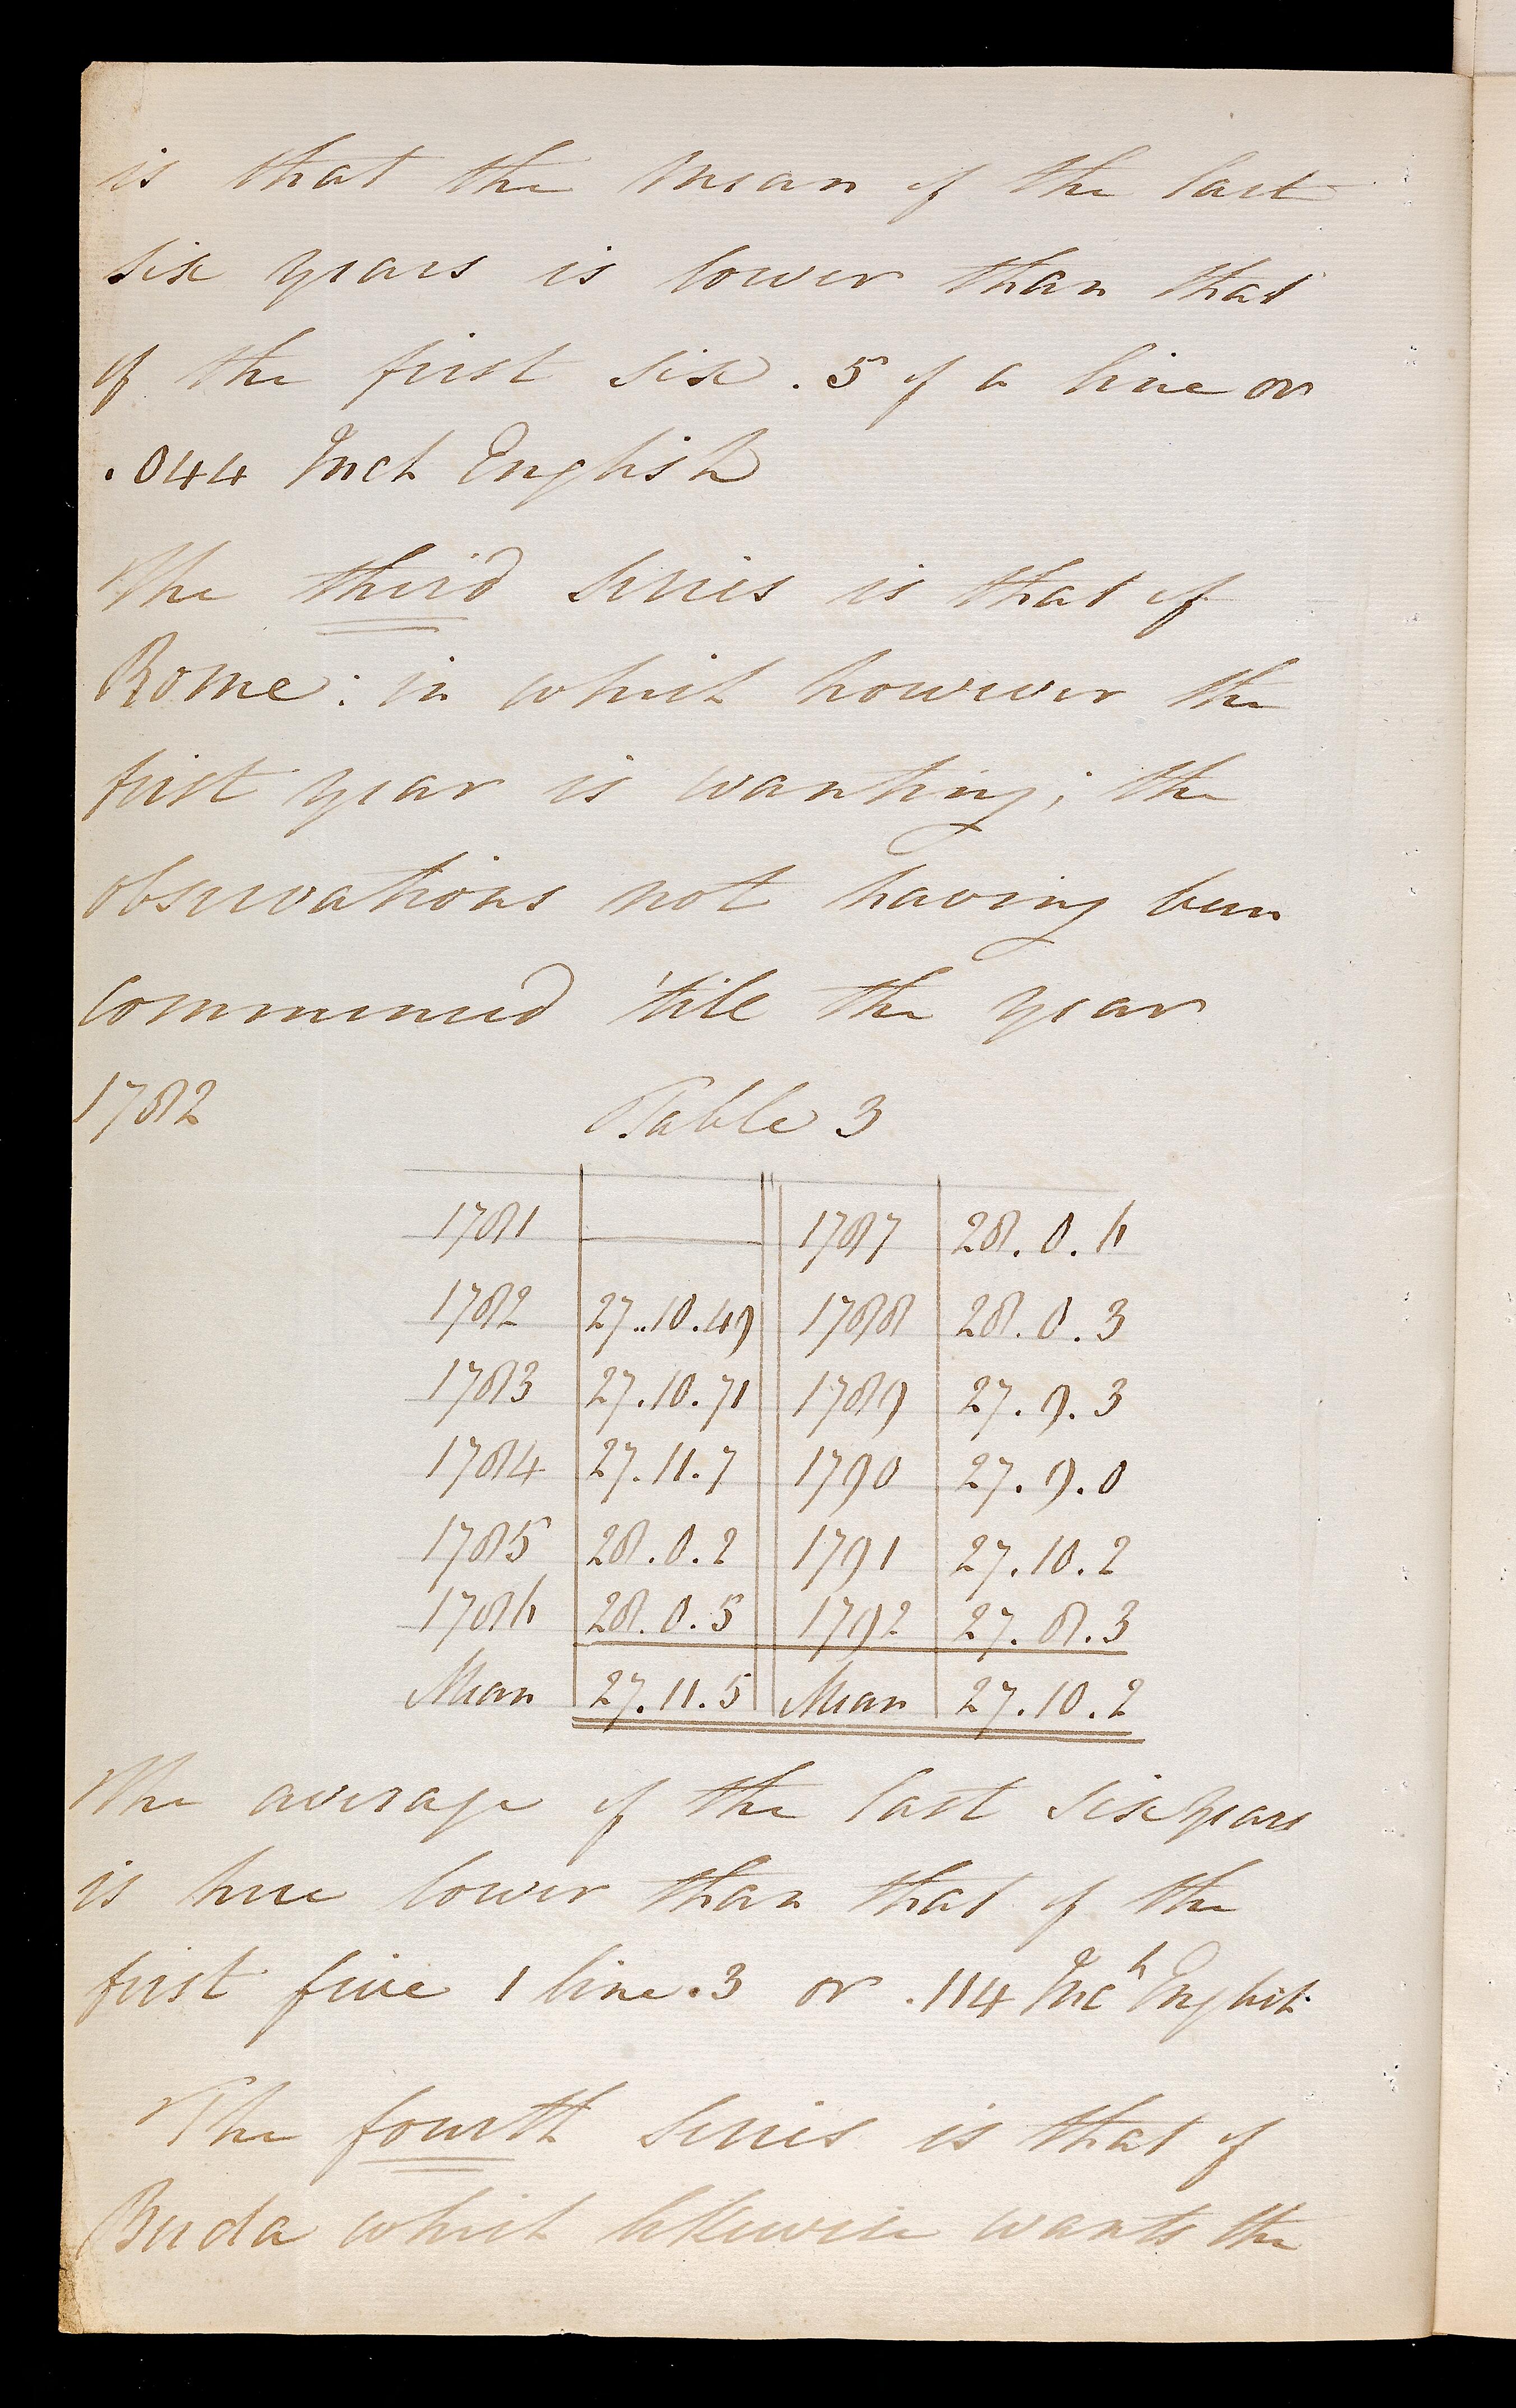 is that the mean of the last
six years is lower than that
of the first six .5 of a line or
.044 Inch English
The third series is that of
Rome: in which however the
first year is wanting; the
observations not having been
commenced 'till the year
1782 Table 3
1781 — 1787 28.0.6
1782 27..10.49 1788 28.0.3
1783 27.10.71 1789 27.9.3
1784 27.11.7 1790 27.9.0
1785 28.0.2 1791 27.10.2
1786 28.0.5 1792 27.8.3
Mean 27.11.5 Mean 27.10.2
The average of the last six years
is here lower than that of the
first five 1 line.3 or .114 Inch English
The fourth series is that of
Buda which likewise wants the